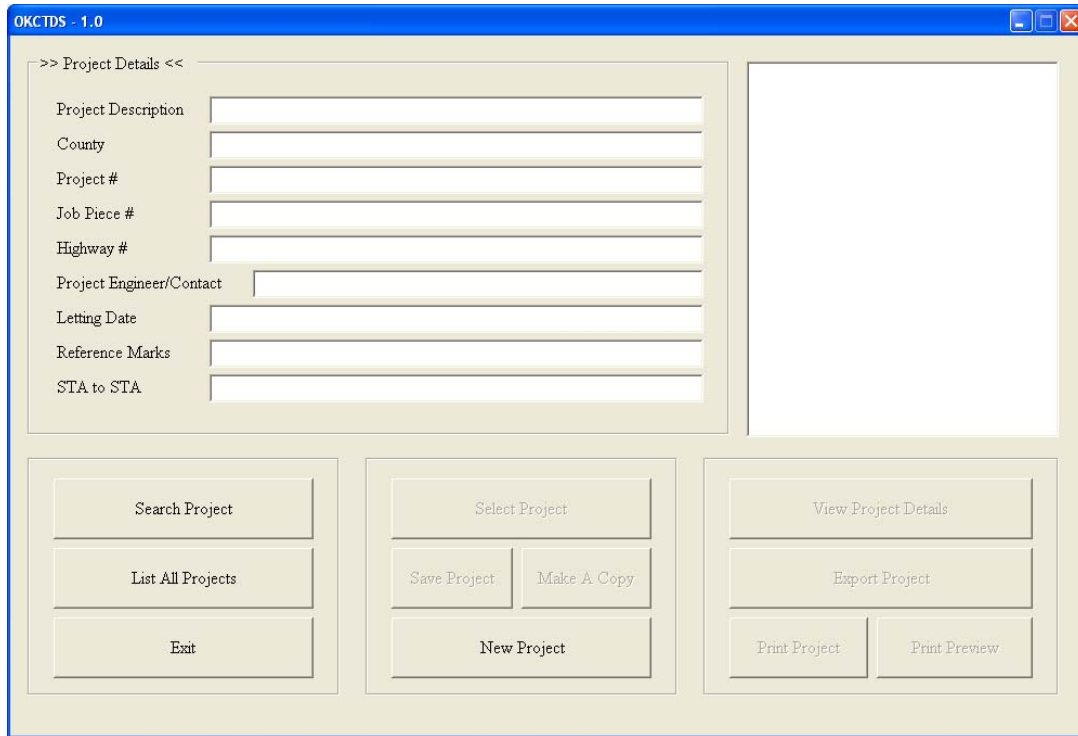 OKCTDS - 1.0
>> Project Details <<
Project Description
County
Project #
Job Piece #
Highway #
Project Engineer/Contact
Letting Date
Reference Marks
STA to STA
Search Project
List All Projects
Exit
Select Project
Save Project Make A Copy
New Project
View Project Details
Export Project
Print Project Print Preview